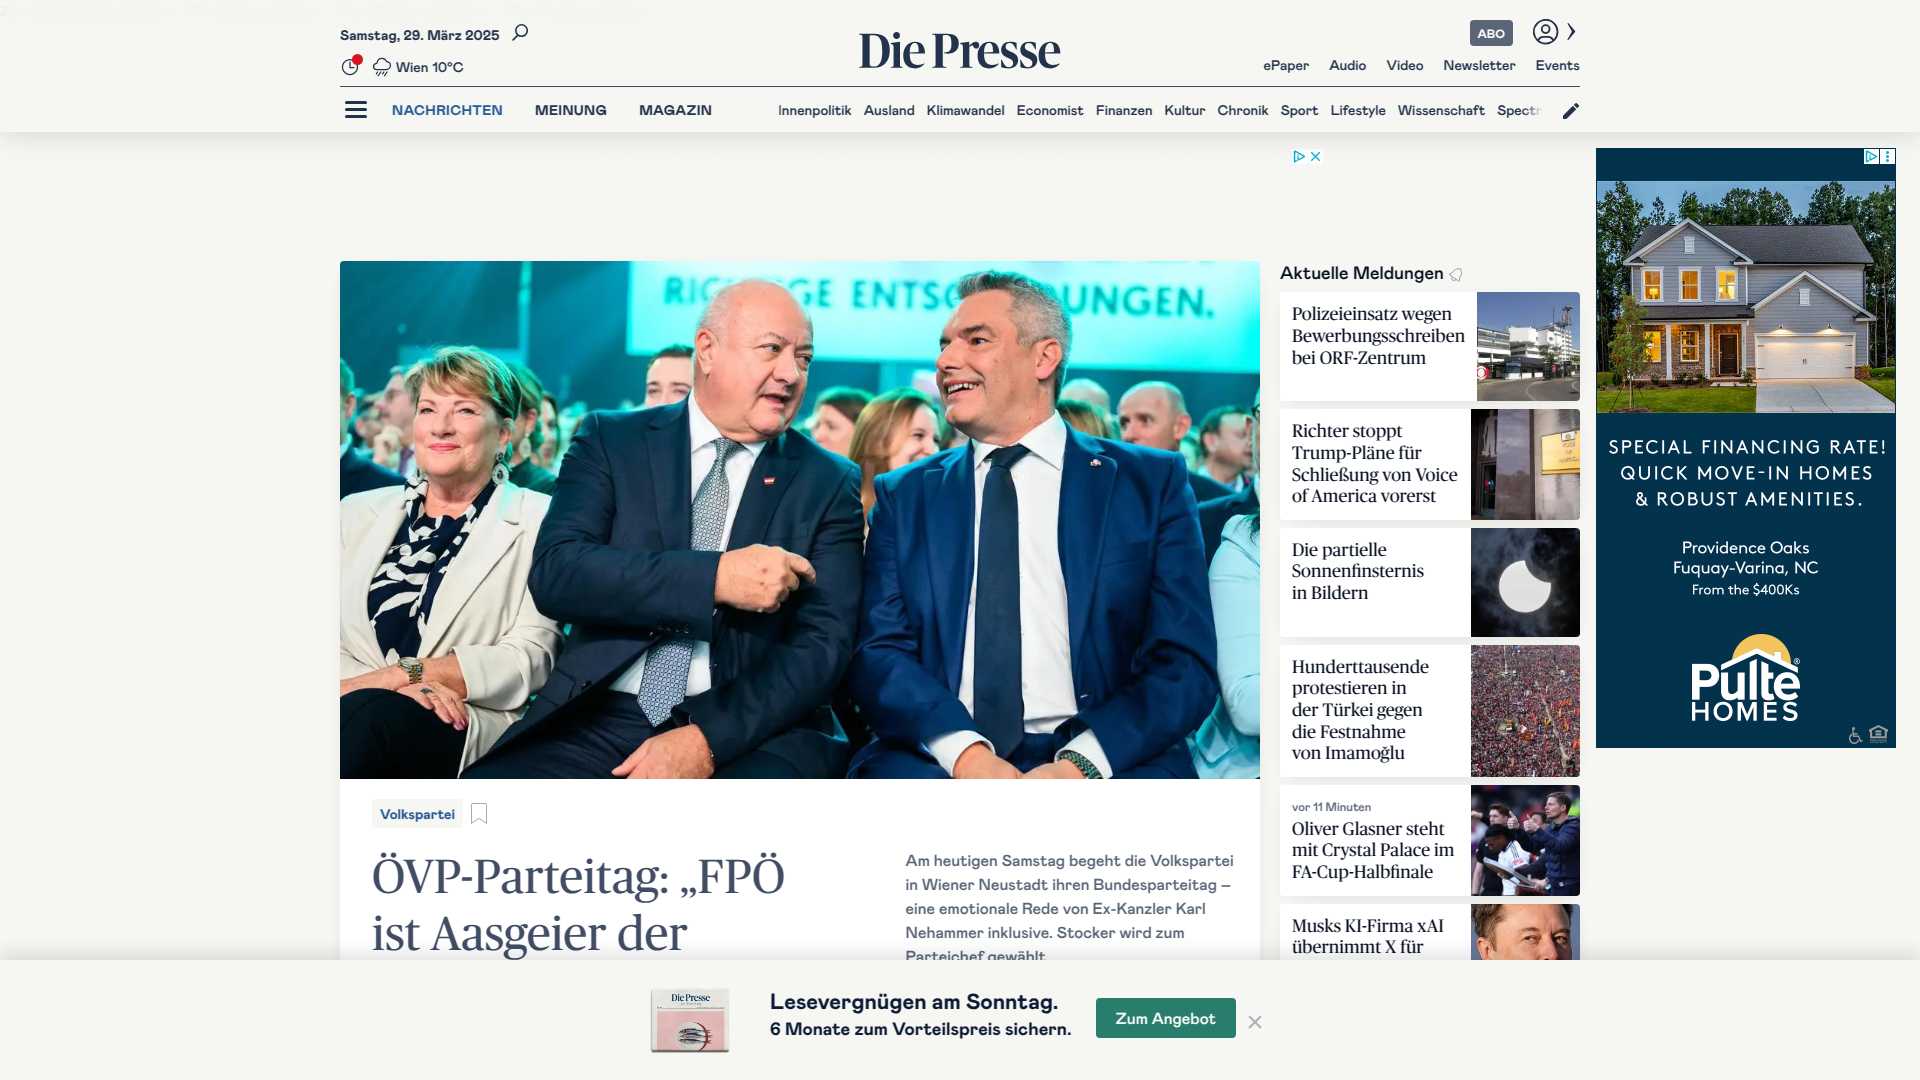 Samstag, 29. März 2025
Wien 10°C
Die Presse
ABO
ePaper Audio Video Newsletter Events
NACHRICHTEN MEINUNG MAGAZIN
Innenpolitik Ausland Klimawandel Economist Finanzen Kultur Chronik Sport Lifestyle Wissenschaft
RICHTIGE ENTSCHEIDUNGEN.
Volkspartei
ÖVP-Parteitag: „FPÖ
ist Aasgeier der
Am heutigen Samstag begeht die Volkspartei
in Wiener Neustadt ihren Bundesparteitag –
eine emotionale Rede von Ex-Kanzler Karl
Nehammer inklusive. Stocker wird zum
Parteichef gewählt.
Aktuelle Meldungen
Polizeieinsatz wegen
Bewerbungsschreiben
bei ORF-Zentrum
Richter stoppt
Trump-Pläne für
Schließung von Voice
of America vorerst
Die partielle
Sonnenfinsternis
in Bildern
Hunderttausende
protestieren in
der Türkei gegen
die Festnahme
von Imamoğlu
vor 11 Minuten
Oliver Glasner steht
mit Crystal Palace im
FA-Cup-Halbfinale
Musks KI-Firma xAI
übernimmt X für
SPECIAL FINANCING RATE!
QUICK MOVE-IN HOMES
& ROBUST AMENITIES.
Providence Oaks
Fuquay-Varina, NC
From the $400Ks
Pulte
HOMES
Die Presse
Lesevergnügen am Sonntag.
6 Monate zum Vorteilspreis sichern.
Zum Angebot